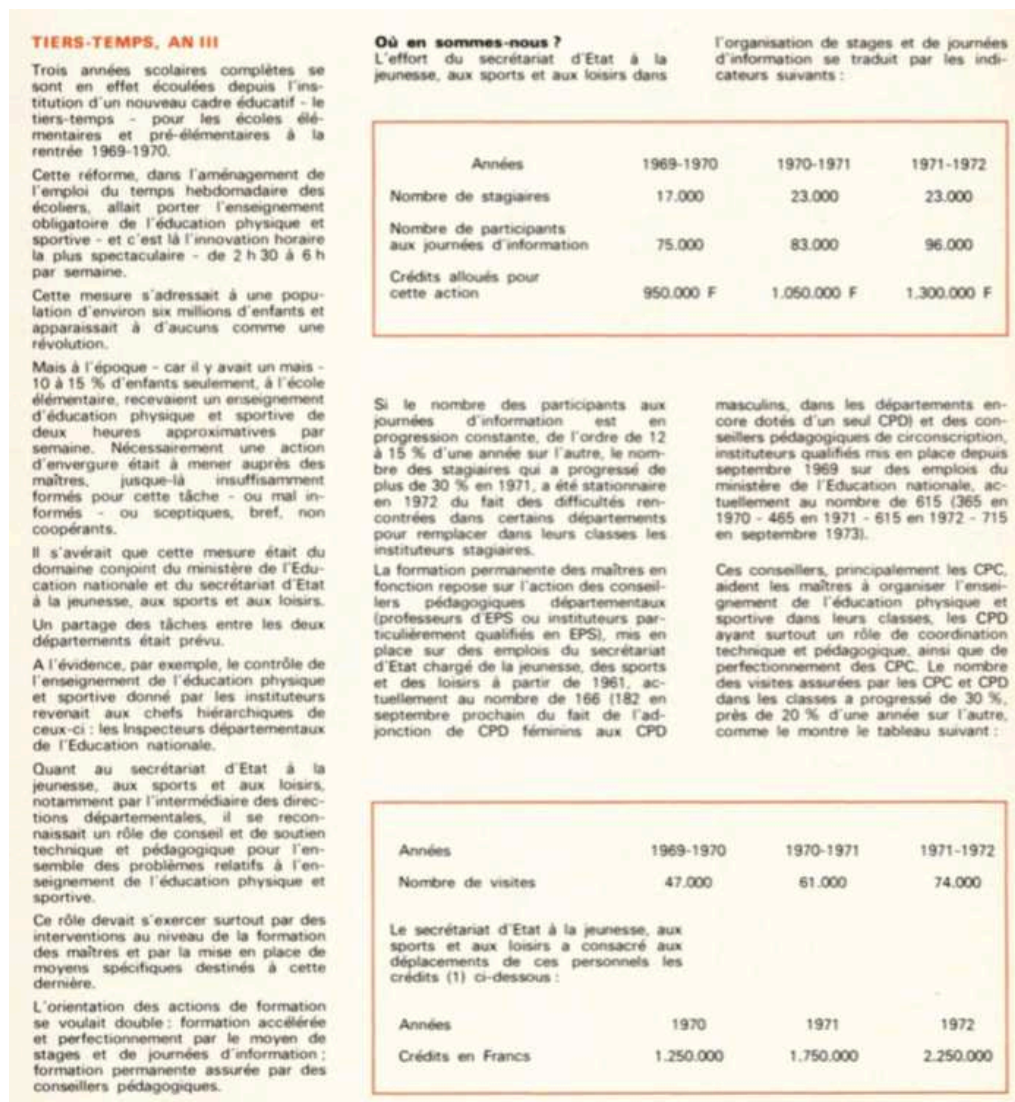 TIERS-TEMPS, AN III
Trois années scolaires complètes se
sont en effet écoulées depuis l'ins-
titution d'un nouveau cadre éducatif - le
tiers-temps - pour les écoles élé-
mentaires et pré-élémentaires à la
rentrée 1969-1970.
Cette réforme, dans l'aménagement de
l'emploi du temps hebdomadaire des
écoliers, allait porter l'enseignement
obligatoire de l'éducation physique et
sportive - et c'est là l'innovation horaire
la plus spectaculaire - de 2 h 30 à 6 h
par semaine.
Cette mesure s'adressait à une popu-
lation d'environ six millions d'enfants et
apparaissait à d'aucuns comme une
révolution.
Mais à l'époque - car il y avait un mais -
10 à 15 % d'enfants seulement, à l'école
élémentaire, recevaient un enseignement
d'éducation physique et sportive de
deux heures approximatives par
semaine. Nécessairement une action
d'envergure était à mener auprès des
maîtres, jusque-là insuffisamment
formés pour cette tâche - ou mal in-
formés - ou sceptiques, bref, non
coopérants.
Il s'avérait que cette mesure était du
domaine conjoint du ministère de l'Edu-
cation nationale et du secrétariat d'Etat
à la jeunesse, aux sports et aux loisirs.
Un partage des tâches entre les deux
départements était prévu.
A l'évidence, par exemple, le contrôle de
l'enseignement de l'éducation physique
et sportive donné par les instituteurs
revenait aux chefs hiérarchiques de
ceux-ci : les Inspecteurs départementaux
de l'Education nationale.
Quant au secrétariat d'Etat à la
jeunesse, aux sports et aux loisirs,
notamment par l'intermédiaire des direc-
tions départementales, il se recon-
naissait un rôle de conseil et de soutien
technique et pédagogique pour l'en-
semble des problèmes relatifs à l'en-
seignement de l'éducation physique et
sportive.
Ce rôle devait s'exercer surtout par des
interventions au niveau de la formation
des maîtres et par la mise en place de
moyens spécifiques destinés à cette
dernière.
L'orientation des actions de formation
se voulait double : formation accélérée
et perfectionnement par le moyen de
stages et de journées d'information ;
formation permanente assurée par des
conseillers pédagogiques.
Où en sommes-nous ?
L'effort du secrétariat d'Etat à la
jeunesse, aux sports et aux loisirs dans
l'organisation de stages et de journées
d'information se traduit par les indi-
cateurs suivants :
Années 1969-1970 1970-1971 1971-1972
Nombre de stagiaires 17.000 23.000 23.000
Nombre de participants
aux journées d'information 75.000 83.000 96.000
Crédits alloués pour
cette action 950.000 F 1.050.000 F 1.300.000 F
Si le nombre des participants aux
journées d'information est en
progression constante, de l'ordre de 12
à 15 % d'une année sur l'autre, le nom-
bre des stagiaires qui a progressé de
plus de 30 % en 1971, a été stationnaire
en 1972 du fait des difficultés ren-
contrées dans certains départements
pour remplacer dans leurs classes les
instituteurs stagiaires.
La formation permanente des maîtres en
fonction repose sur l'action des conseil-
lers pédagogiques départementaux
(professeurs d'EPS ou instituteurs par-
ticulièrement qualifiés en EPS), mis en
place sur des emplois du secrétariat
d'Etat chargé de la jeunesse, des sports
et des loisirs à partir de 1961, ac-
tuellement au nombre de 166 (182 en
septembre prochain du fait de l'ad-
jonction de CPD féminins aux CPD
masculins, dans les départements en-
core dotés d'un seul CPD) et des con-
seillers pédagogiques de circonscription,
instituteurs qualifiés mis en place depuis
septembre 1969 sur des emplois du
ministère de l'Education nationale, ac-
tuellement au nombre de 615 (365 en
1970 - 465 en 1971 - 615 en 1972 - 715
en septembre 1973).
Ces conseillers, principalement les CPC,
aident les maîtres à organiser l'ensei-
gnement de l'éducation physique et
sportive dans leurs classes, les CPD
ayant surtout un rôle de coordination
technique et pédagogique, ainsi que de
perfectionnement des CPC. Le nombre
des visites assurées par les CPC et CPD
dans les classes a progressé de 30 %,
près de 20 % d'une année sur l'autre,
comme le montre le tableau suivant :
Années 1969-1970 1970-1971 1971-1972
Nombre de visites 47.000 61.000 74.000
Le secrétariat d'Etat à la jeunesse, aux
sports et aux loisirs a consacré aux
déplacements de ces personnels les
crédits (1) ci-dessous :
Années 1970 1971 1972
Crédits en Francs 1.250.000 1.750.000 2.250.000